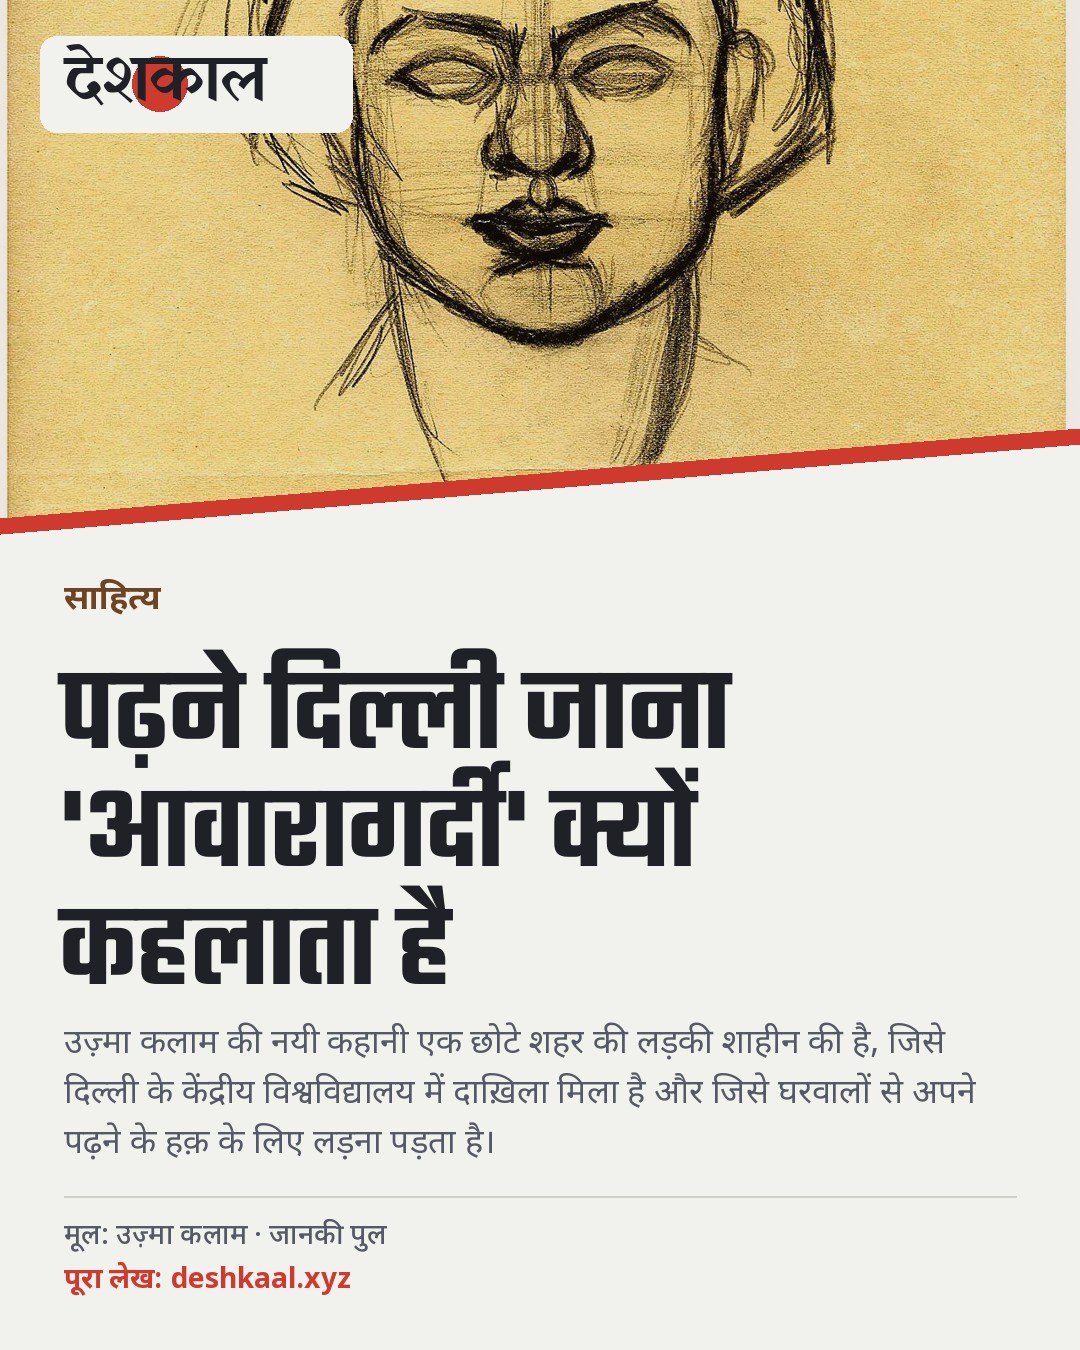 देशकाल
साहित्य
पढ़ने दिल्ली जाना
'आवारागर्दी' क्यों
कहलाता है
उज़्मा कलाम की नयी कहानी एक छोटे शहर की लड़की शाहीन की है, जिसे
दिल्ली के केंद्रीय विश्वविद्यालय में दाख़िला मिला है और जिसे घरवालों से अपने
पढ़ने के हक़ के लिए लड़ना पड़ता है।
मूल: उज़्मा कलाम · जानकी पुल
पूरा लेख: deshkaal.xyz